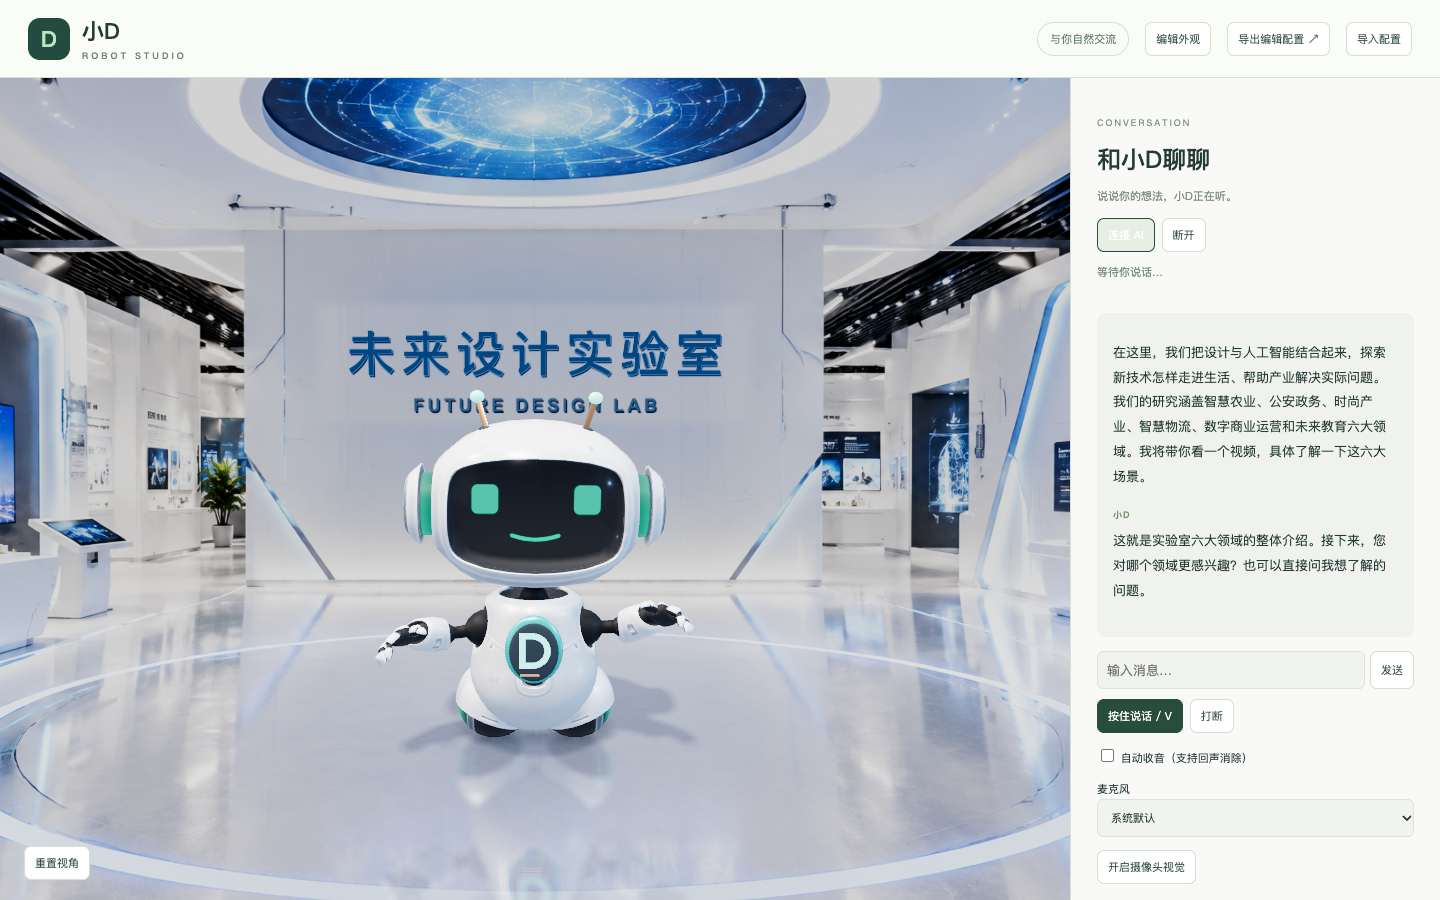 D
小D
ROBOT STUDIO
与你自然交流
编辑外观
导出编辑配置 ↗
导入配置
未来设计实验室
FUTURE DESIGN LAB
D
重置视角
CONVERSATION
和小D聊聊
说说你的想法，小D正在听。
连接 AI
断开
等待你说话...
在这里，我们把设计与人工智能结合起来，探索
新技术怎样走进生活、帮助产业解决实际问题。
我们的研究涵盖智慧农业、公安政务、时尚产
业、智慧物流、数字商业运营和未来教育六大领
域。我将带你看一个视频，具体了解一下这六大
场景。
小D
这就是实验室六大领域的整体介绍。接下来，您
对哪个领域更感兴趣？也可以直接问我想了解的
问题。
输入消息...
发送
按住说话 / V
打断
自动收音（支持回声消除）
麦克风
系统默认
开启摄像头视觉